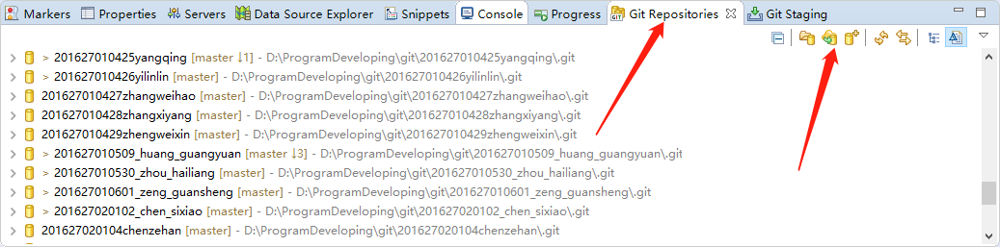 Markers Properties Servers Data Source Explorer Snippets Console Progress Git Repositories Git Staging
> 201627010425yangqing [master ↓1] - D:\ProgramDeveloping\git\201627010425yangqing\.git
> 201627010426yilinlin [master] - D:\ProgramDeveloping\git\201627010426yilinlin\.git
201627010427zhangweihao [master] - D:\ProgramDeveloping\git\201627010427zhangweihao\.git
201627010428zhangxiyang [master] - D:\ProgramDeveloping\git\201627010428zhangxiyang\.git
201627010429zhengweixin [master] - D:\ProgramDeveloping\git\201627010429zhengweixin\.git
> 201627010509_huang_guangyuan [master ↓3] - D:\ProgramDeveloping\git\201627010509_huang_guangyuan\.git
> 201627010530_zhou_hailiang [master] - D:\ProgramDeveloping\git\201627010530_zhou_hailiang\.git
> 201627010601_zeng_guansheng [master] - D:\ProgramDeveloping\git\201627010601_zeng_guansheng\.git
> 201627020102_chen_sixiao [master] - D:\ProgramDeveloping\git\201627020102_chen_sixiao\.git
201627020104chenzehan [master] - D:\ProgramDeveloping\git\201627020104chenzehan\.git